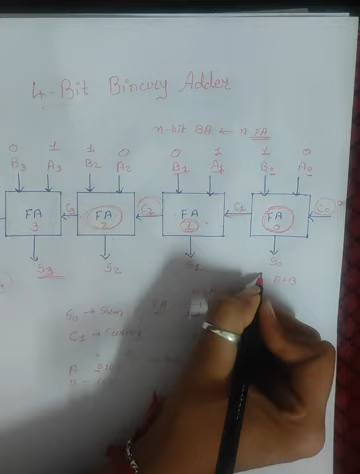 4-Bit Binary Adder
n-bit BA ← n FA
0 1 1 0 0 1 1 0
B3 A3 B2 A2 B1 A1 B0 A0
FA 3 C3 FA 2 C2 FA 1 C1 FA 0 C0
S3 S2 S1 S0
A+B
S0 → Sum
C1 → Carry
A